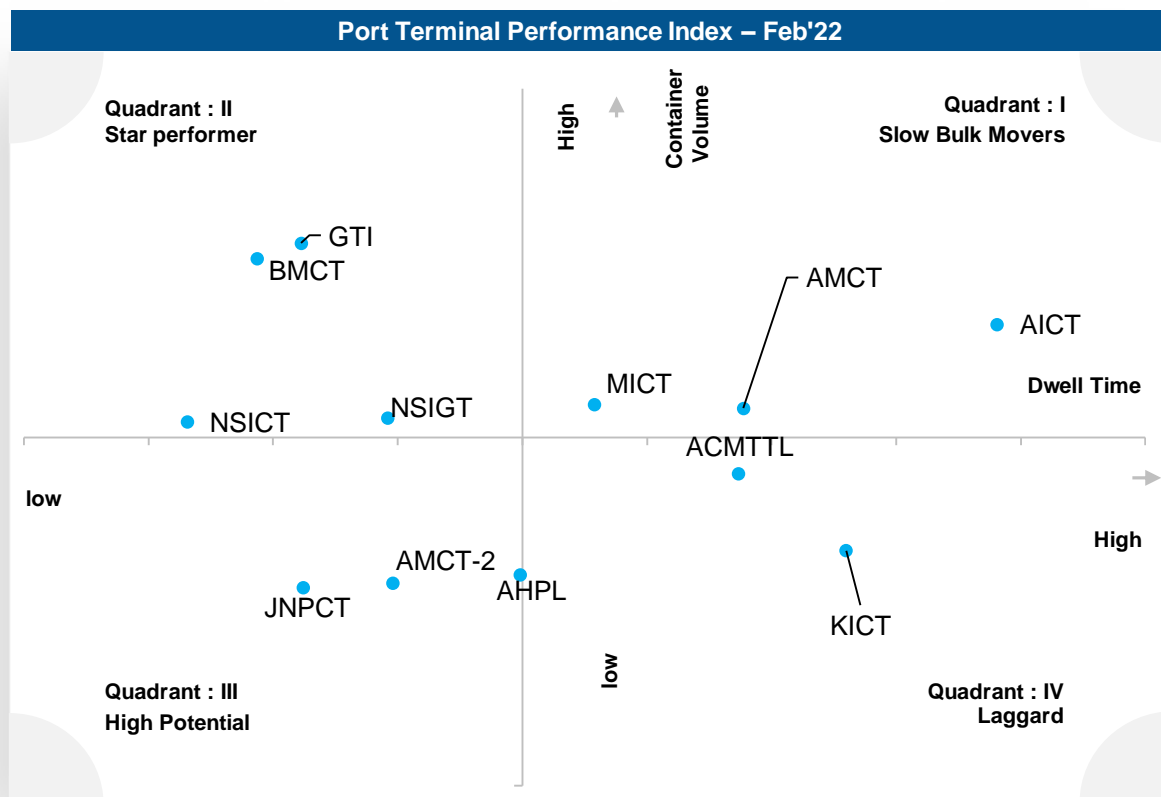 Port Terminal Performance Index – Feb'22
Quadrant : II
Star performer
High
Container
Volume
Quadrant : I
Slow Bulk Movers
GTI
BMCT
AMCT
AICT
MICT
Dwell Time
NSICT
NSIGT
ACMTTL
low
High
AMCT-2
AHPL
JNPCT
KICT
low
Quadrant : III
High Potential
Quadrant : IV
Laggard